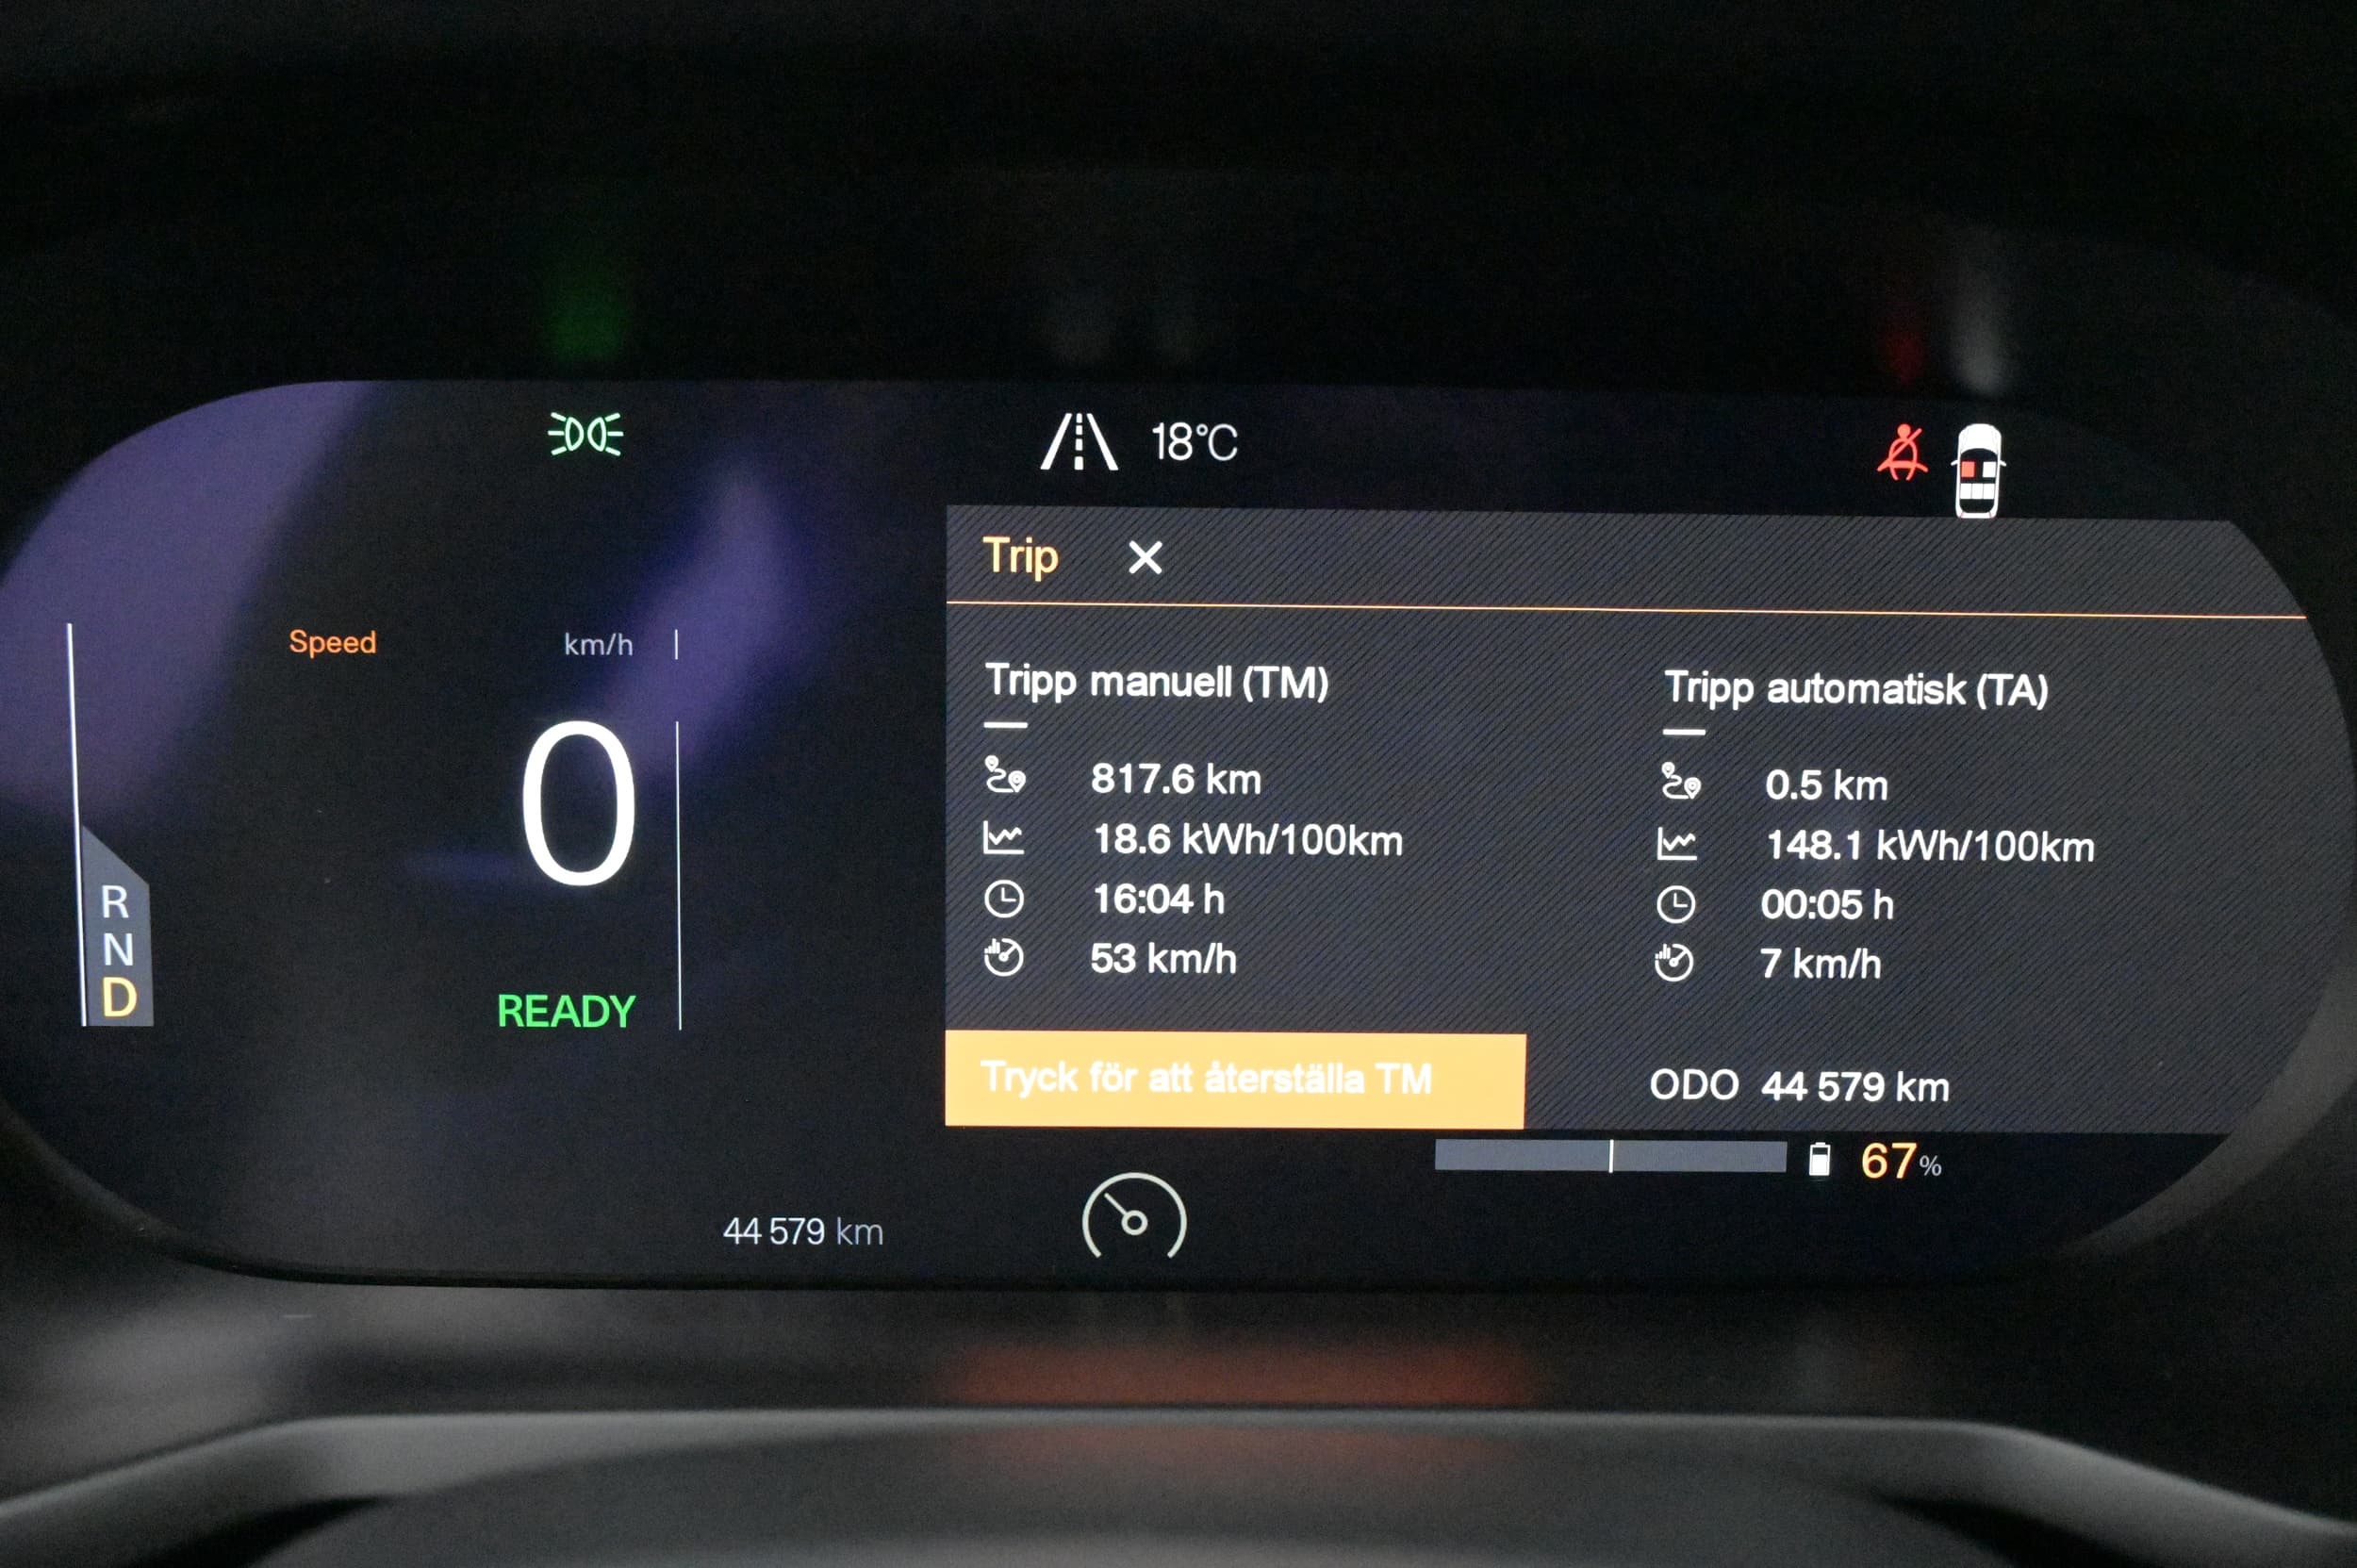 18°C
Trip
Speed km/h
Tripp manuell (TM)
Tripp automatisk (TA)
0
817.6 km
0.5 km
18.6 kWh/100km
148.1 kWh/100km
R
16:04 h
00:05 h
N
53 km/h
7 km/h
D
READY
Tryck för att återställa TM
ODO 44 579 km
67%
44 579 km